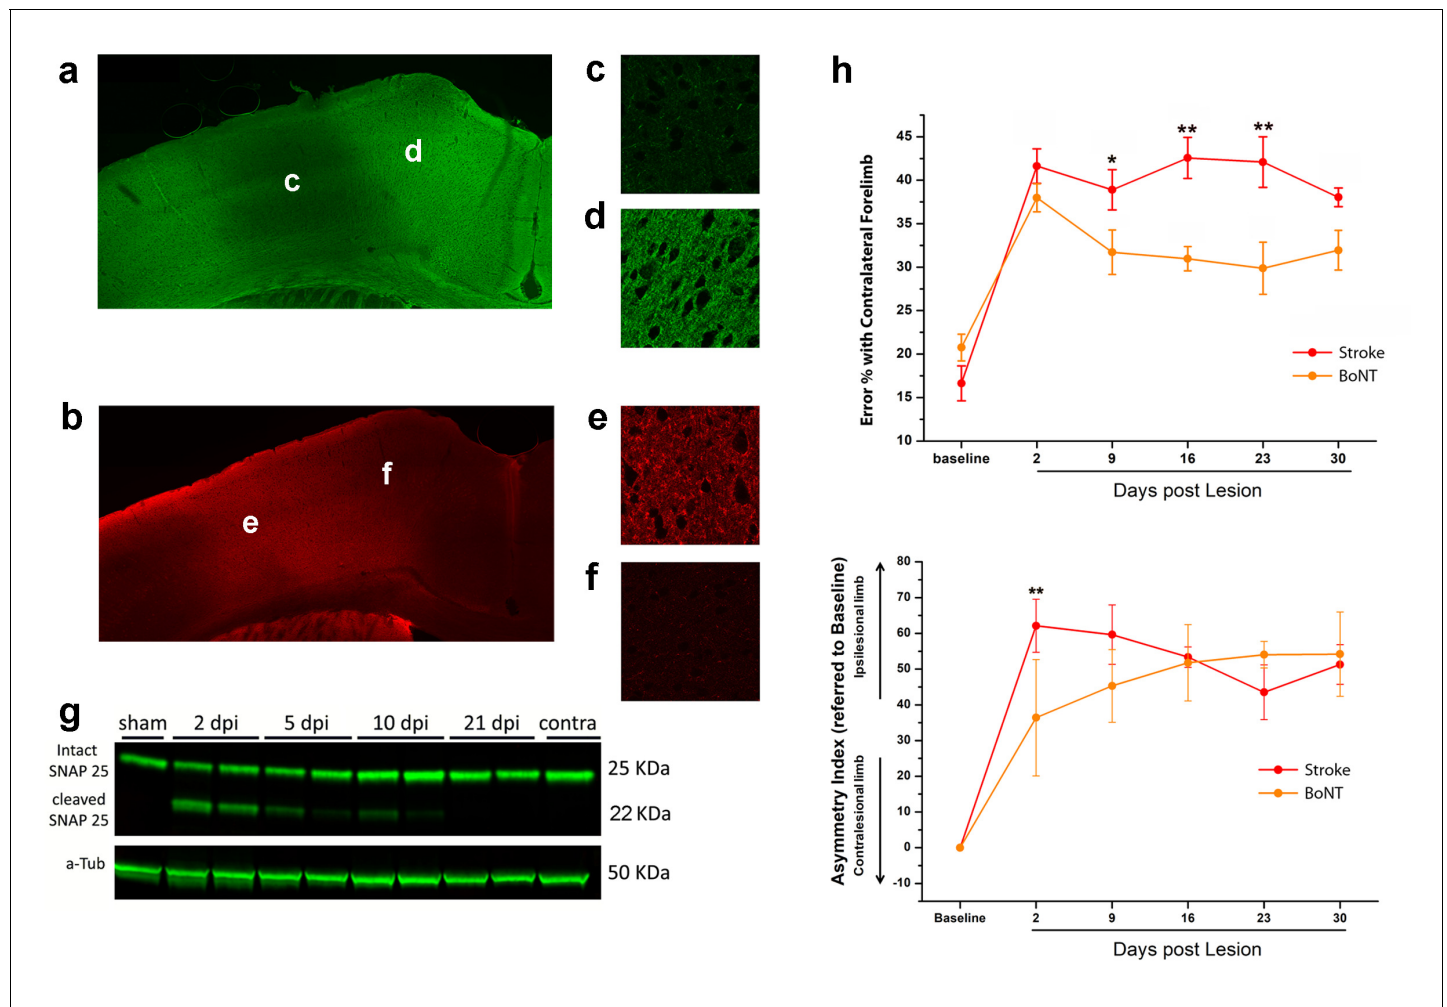 a
c
d
c
d
b
e
f
e
f
g
sham 2 dpi 5 dpi 10 dpi 21 dpi contra
Intact
SNAP 25
25 KDa
cleaved
SNAP 25
22 KDa
a-Tub
50 KDa
h
Error % with Contralateral Forelimb
45
40
35
30
25
20
15
10
*
**
**
Stroke
BoNT
baseline 2 9 16 23 30
Days post Lesion
Asymmetry Index (referred to Baseline)
Contralesional limb Ipsilesional limb
80
70
60
50
40
30
20
10
0
-10
**
Stroke
BoNT
Baseline 2 9 16 23 30
Days post Lesion